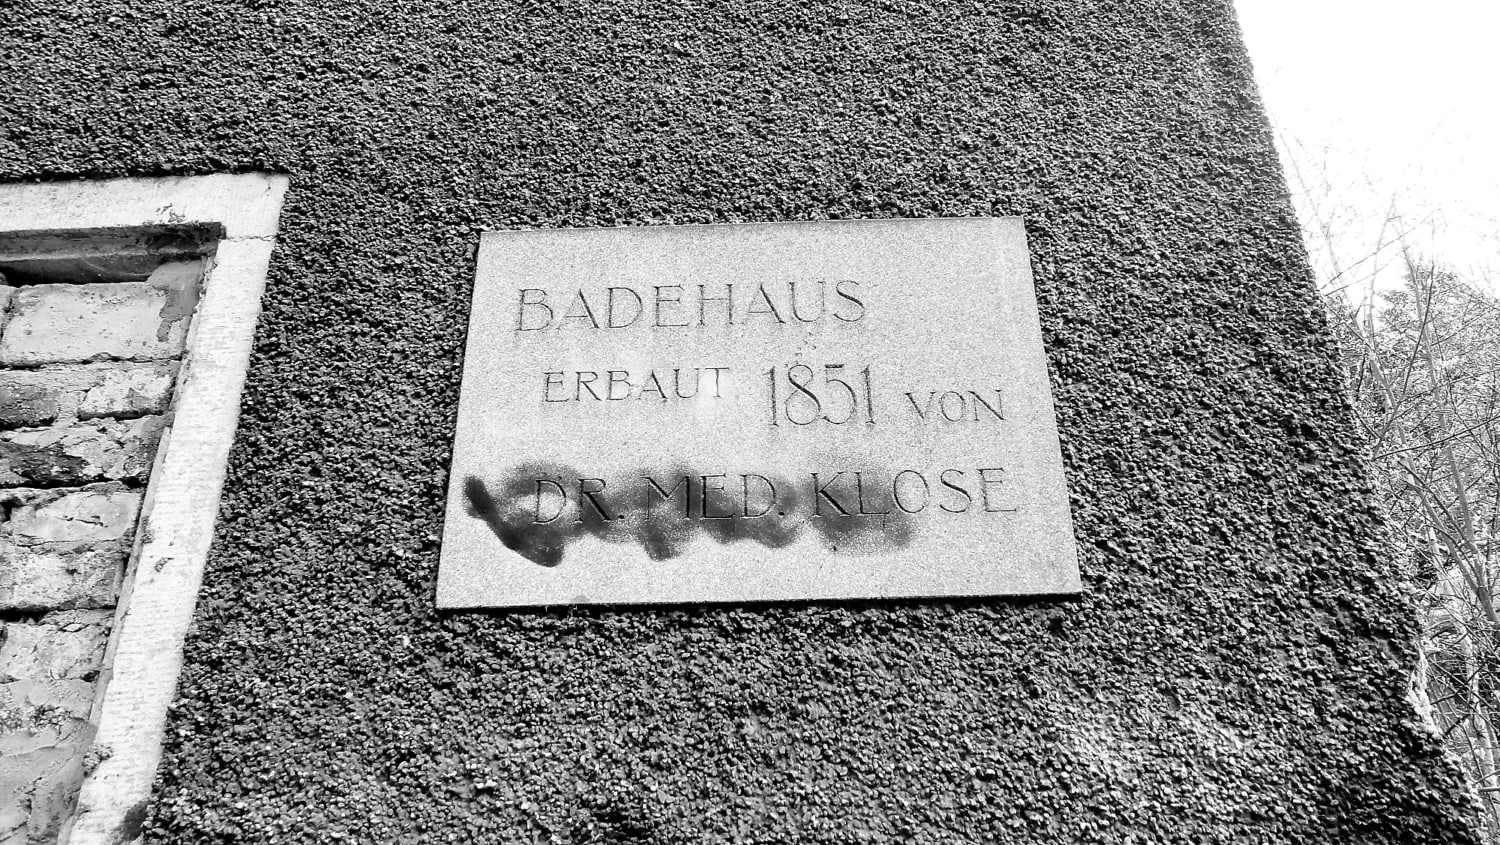 BADEHAUS
ERBAUT 1851 VON
DR. MED. KLOSE